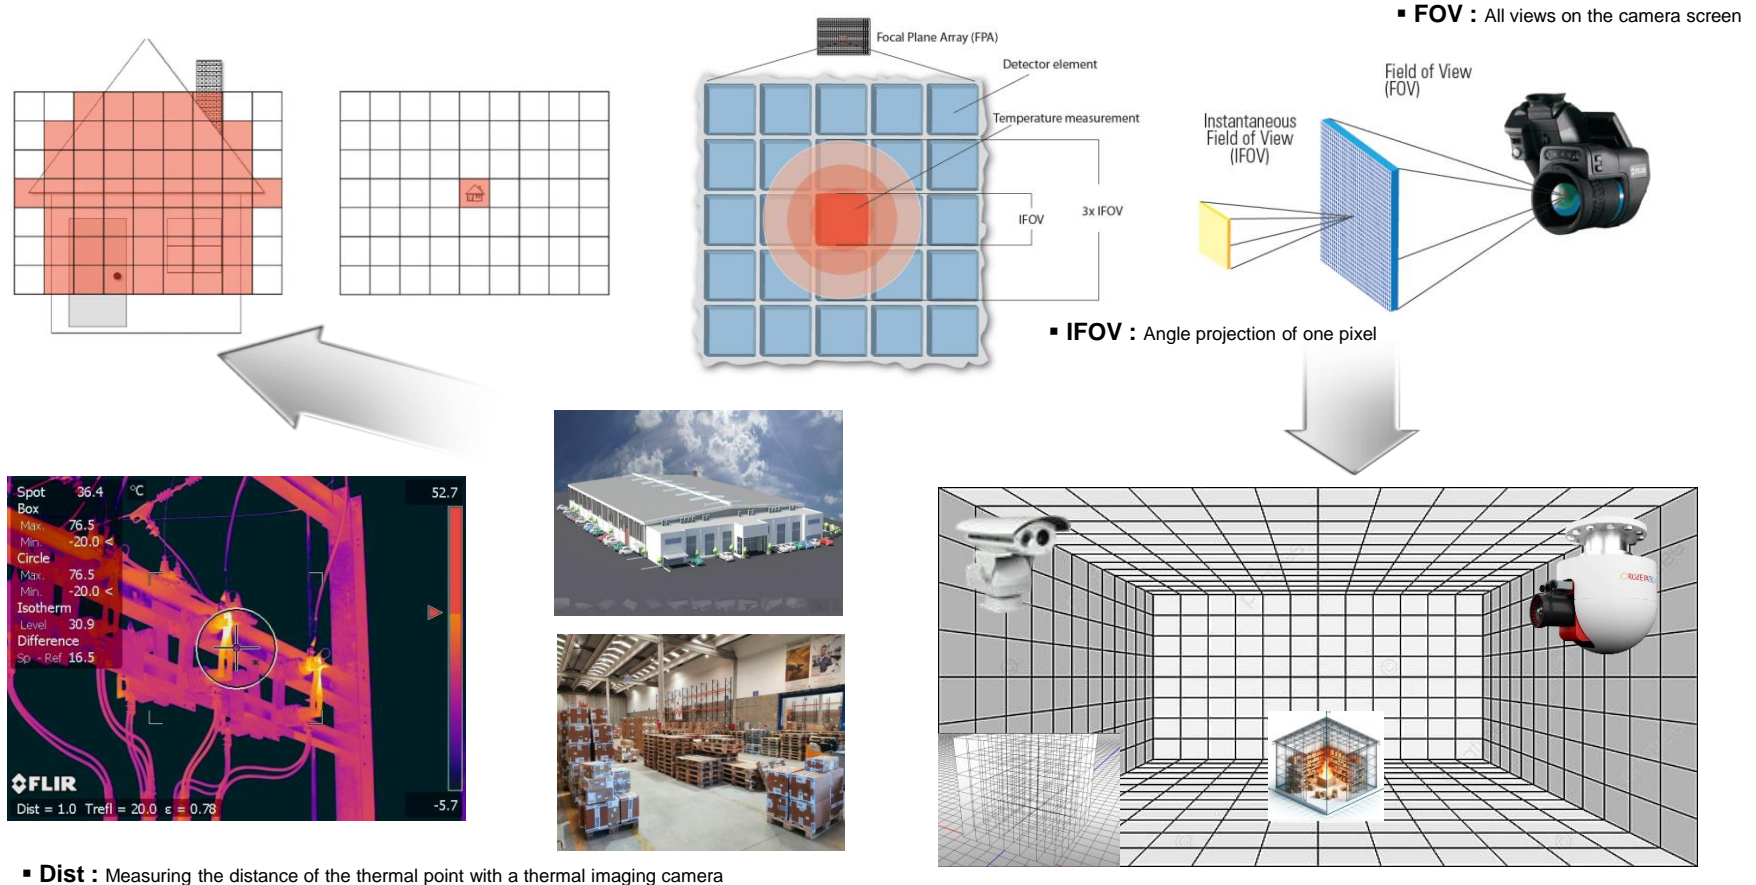 ▪ FOV : All views on the camera screen
Focal Plane Array (FPA)
Detector element
Temperature measurement
IFOV
3x IFOV
Field of View
(FOV)
Instantaneous
Field of View
(IFOV)
▪ IFOV : Angle projection of one pixel
Spot 36.4 °C
Box
Max. 76.5
Min. -20.0 <
Circle
Max. 76.5
Min. -20.0 <
Isotherm
Level 30.9
Difference
Sp - Ref 16.5
52.7
-5.7
FLIR
Dist = 1.0 Trefl = 20.0 ε = 0.78
▪ Dist : Measuring the distance of the thermal point with a thermal imaging camera